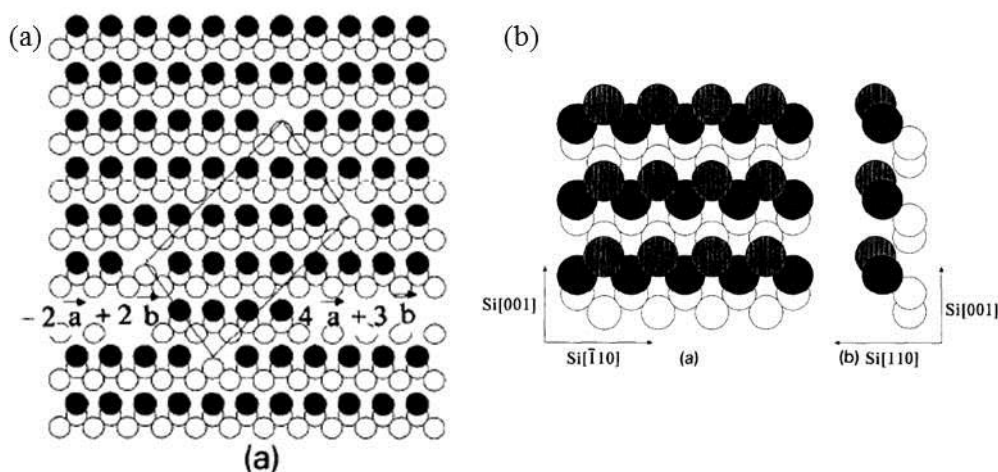 (a)
(b)
-2 a⃗ + 2 b⃗
4 a⃗ + 3 b⃗
(a)
Si[001]
Si[1̄10]
(a)
Si[001]
(b) Si[110]